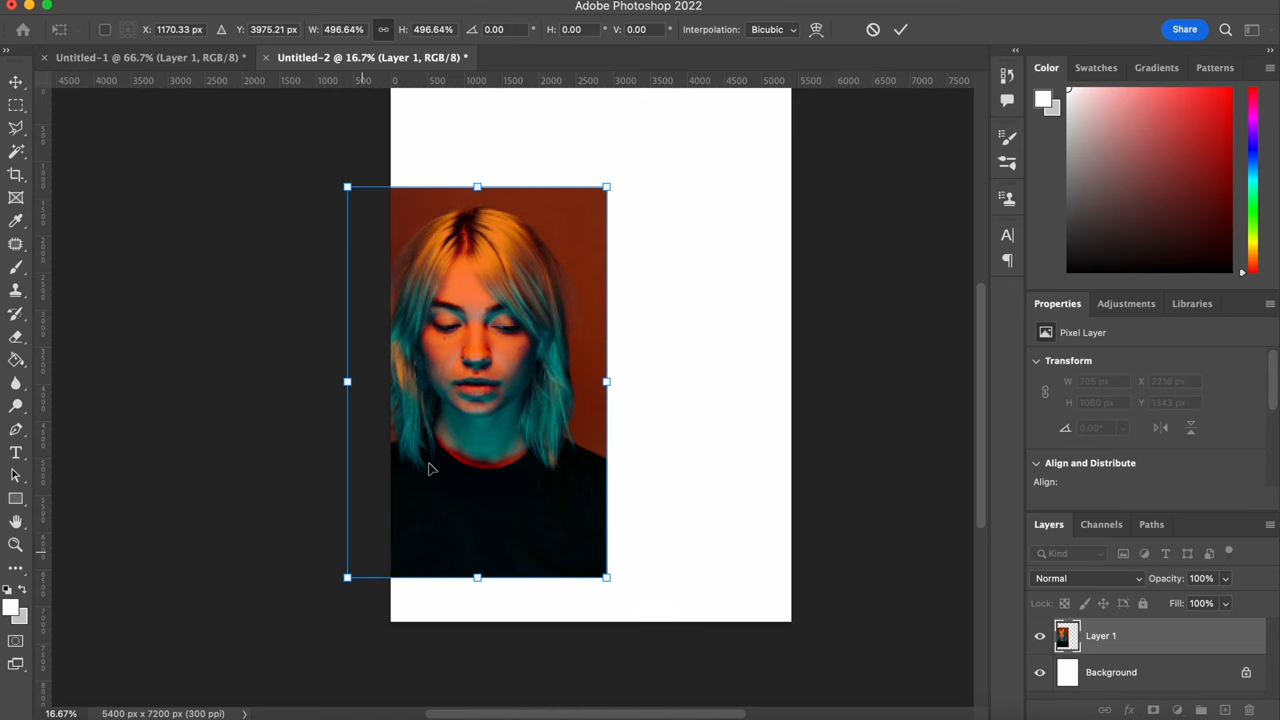 Adobe Photoshop 2022
X: 1170.33 px Y: 3975.21 px W: 496.64% H: 496.64% 0.00 ° H: 0.00 ° V: 0.00 ° Interpolation: Bicubic Share
Untitled-1 @ 66.7% (Layer 1, RGB/8) * Untitled-2 @ 16.7% (Layer 1, RGB/8) *
4500 4000 3500 3000 2500 2000 1500 1000 500 0 500 1000 1500 2000 2500 3000 3500 4000 4500 5000 5500 6000 6500 7000 7500
Color Swatches Gradients Patterns
Properties Adjustments Libraries
Pixel Layer
Transform
W 705 px X 2216 px
H 1060 px Y 1343 px
0.00°
Align and Distribute
Align:
Layers Channels Paths
Kind
Normal Opacity: 100%
Lock: Fill: 100%
Layer 1
Background
16.67% 5400 px x 7200 px (300 ppi)